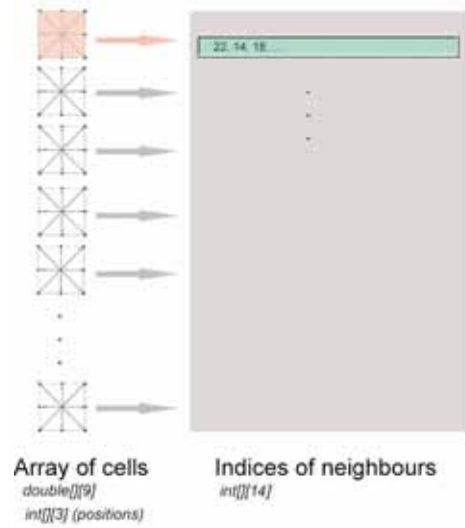 22, 14, 18, ...
Array of cells
double[][9]
int[][3] (positions)
Indices of neighbours
int[][14]